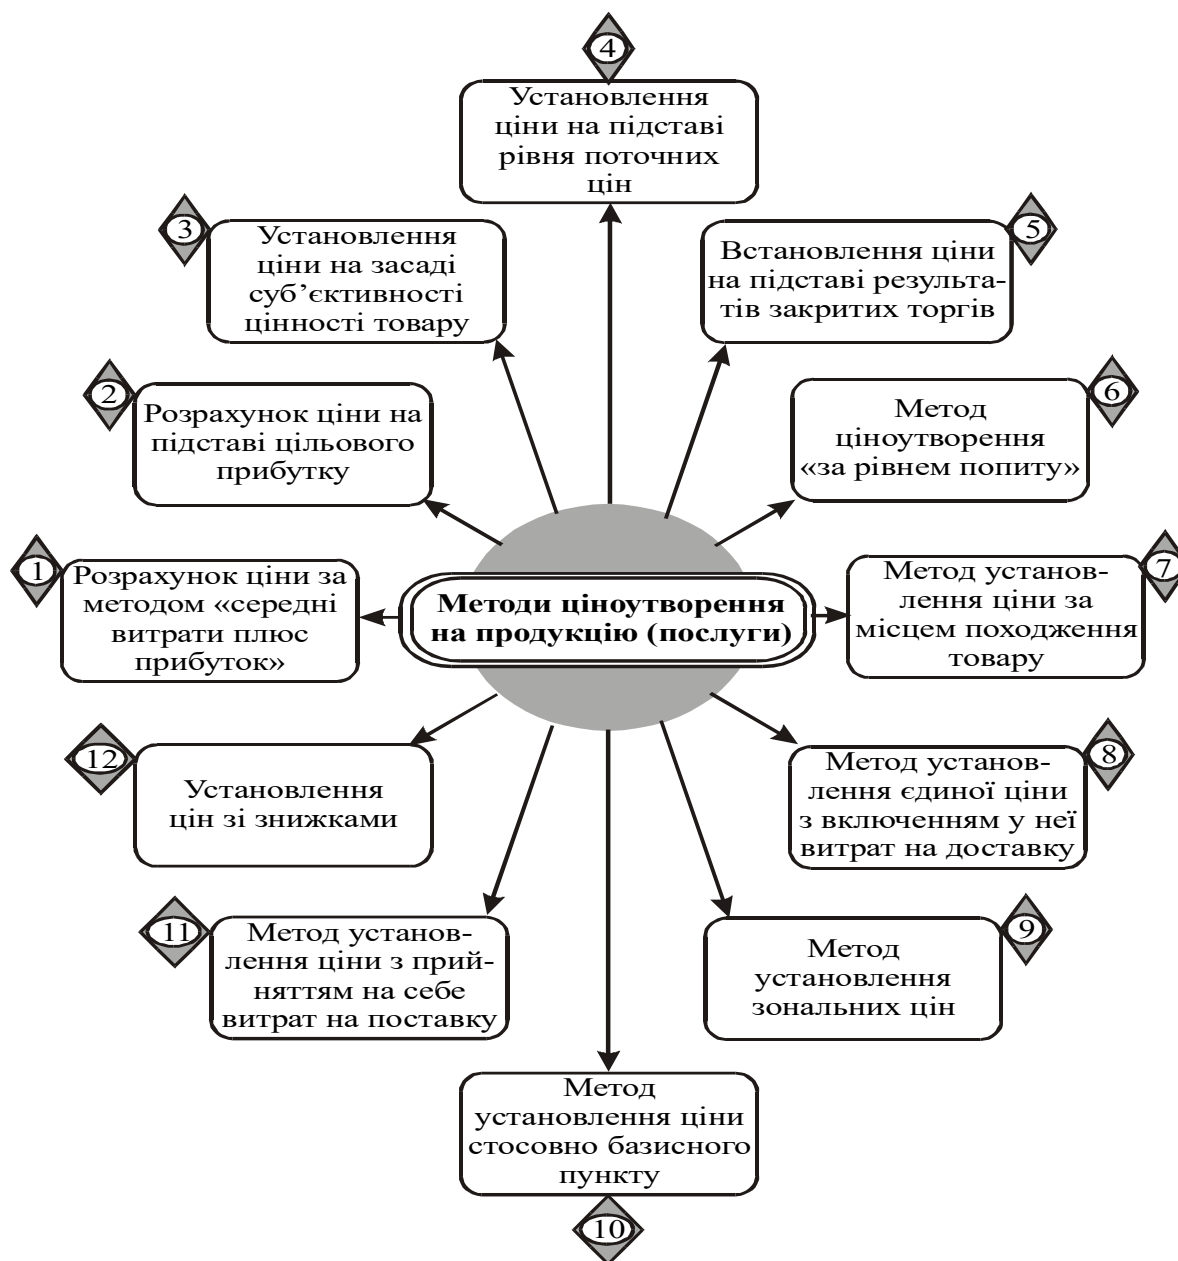 4
Установлення
ціни на підставі
рівня поточних
цін
3
Установлення
ціни на засаді
суб’єктивності
цінності товару
5
Встановлення ціни
на підставі результа-
тів закритих торгів
2
Розрахунок ціни на
підставі цільового
прибутку
6
Метод
ціноутворення
«за рівнем попиту»
1
Розрахунок ціни за
методом «середні
витрати плюс
прибуток»
Методи ціноутворення
на продукцію (послуги)
7
Метод установ-
лення ціни за
місцем походження
товару
12
Установлення
цін зі знижками
8
Метод установ-
лення єдиної ціни
з включенням у неї
витрат на доставку
11
Метод установ-
лення ціни з прий-
няттям на себе
витрат на поставку
9
Метод
установлення
зональних цін
Метод
установлення ціни
стосовно базисного
пункту
10